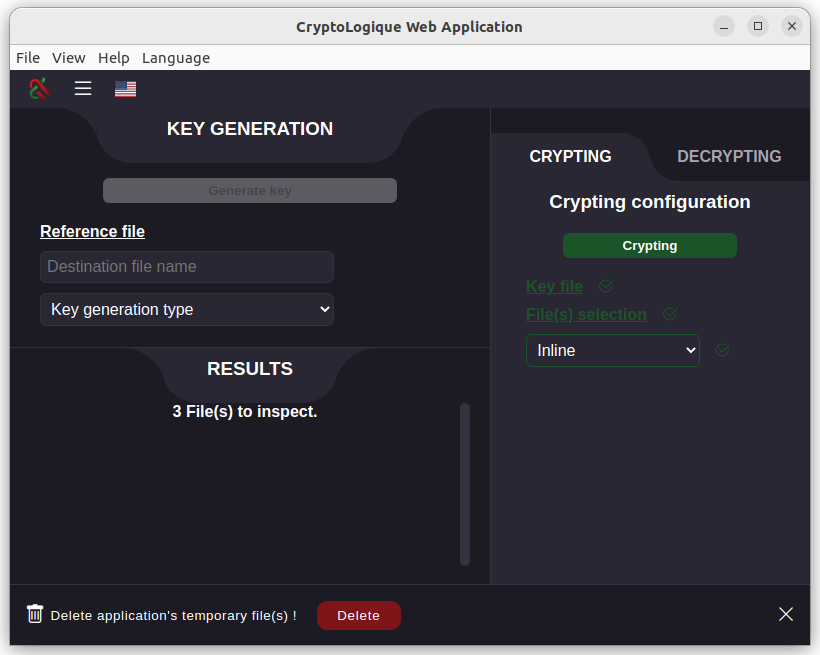 CryptoLogique Web Application
File View Help Language
KEY GENERATION
Generate key
Reference file
Destination file name
Key generation type
RESULTS
3 File(s) to inspect.
CRYPTING DECRYPTING
Crypting configuration
Crypting
Key file
File(s) selection
Inline
Delete application's temporary file(s) ! Delete